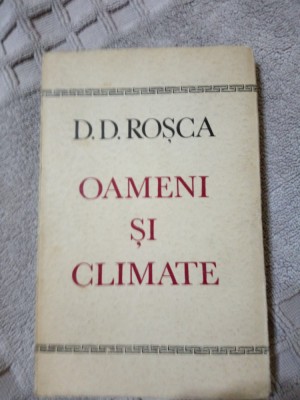 D. D. ROȘCA
OAMENI
ȘI
CLIMATE